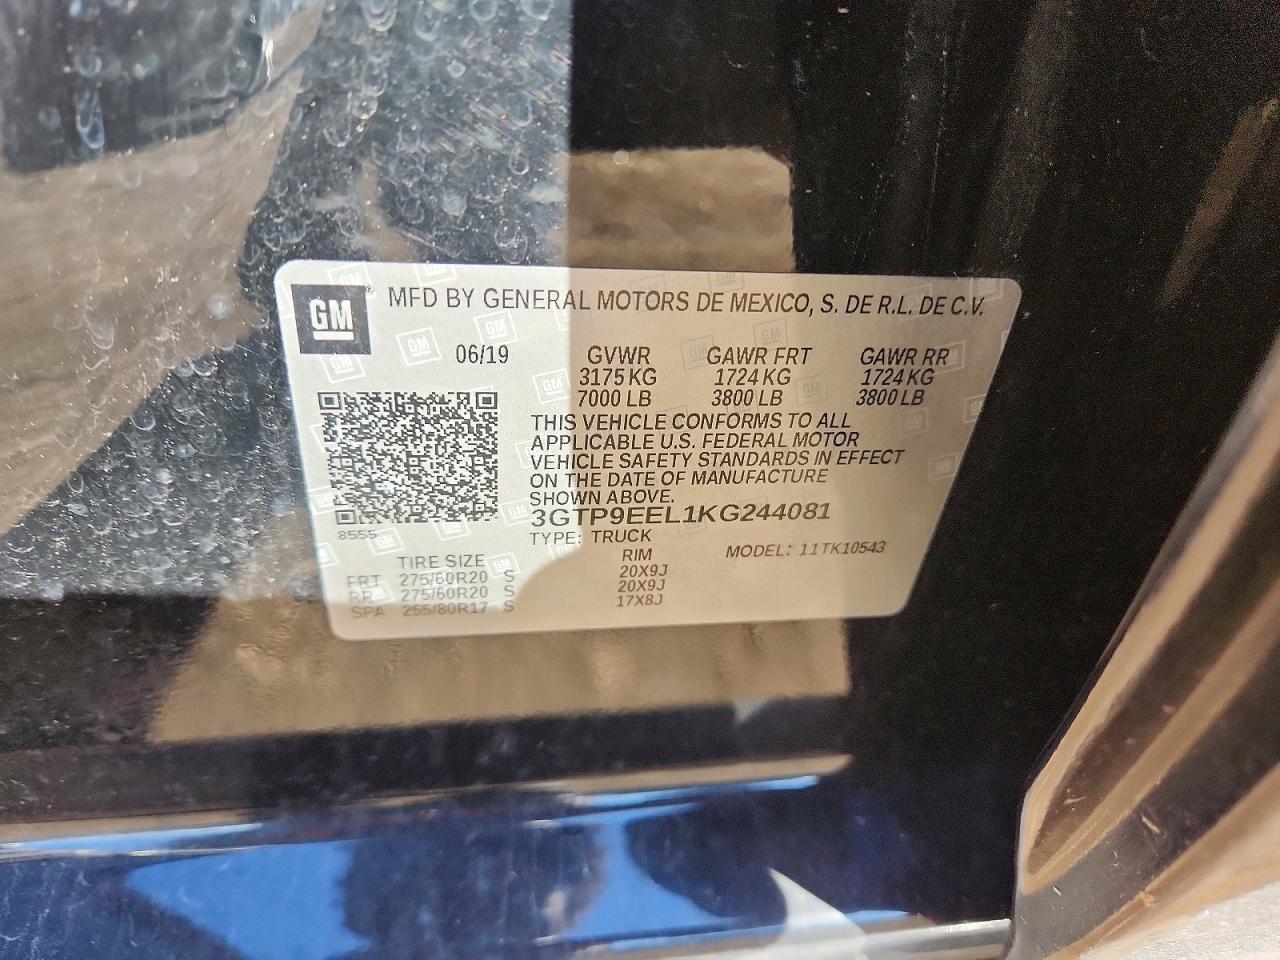 GM MFD BY GENERAL MOTORS DE MEXICO, S. DE R.L. DE C.V.
06/19 GVWR GAWR FRT GAWR RR
3175 KG 1724 KG 1724 KG
7000 LB 3800 LB 3800 LB
THIS VEHICLE CONFORMS TO ALL
APPLICABLE U.S. FEDERAL MOTOR
VEHICLE SAFETY STANDARDS IN EFFECT
ON THE DATE OF MANUFACTURE
SHOWN ABOVE.
3GTP9EEL1KG244081
8555 TYPE: TRUCK
TIRE SIZE RIM MODEL: 11TK10543
FRT 275/60R20 S 20X9J
RR 275/60R20 S 20X9J
SPA 255/80R17 S 17X8J